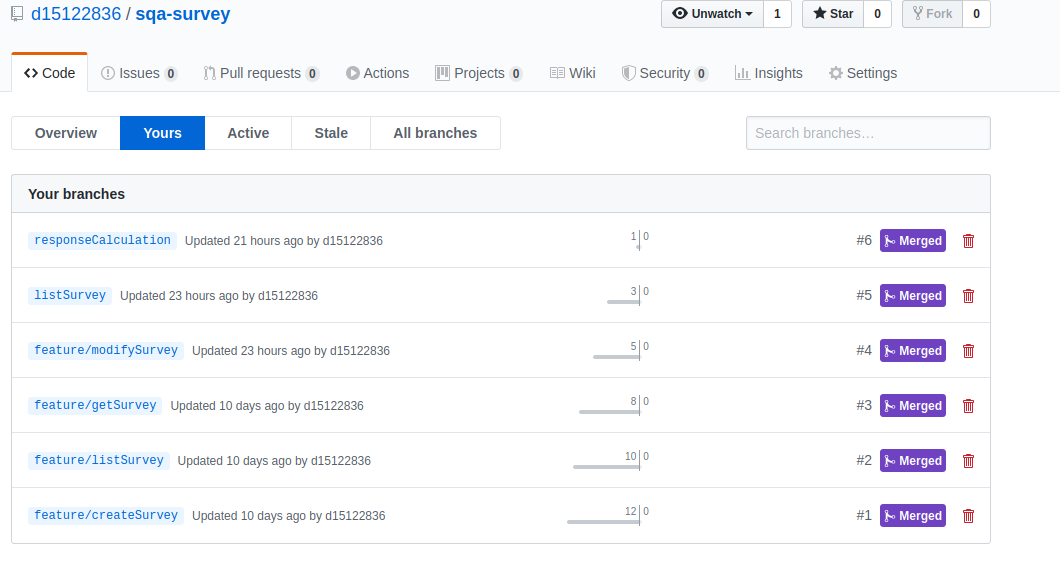 d15122836 / sqa-survey Unwatch 1 Star 0 Fork 0
Code Issues 0 Pull requests 0 Actions Projects 0 Wiki Security 0 Insights Settings
Overview Yours Active Stale All branches Search branches…
Your branches
responseCalculation Updated 21 hours ago by d15122836 1 0 #6 Merged
listSurvey Updated 23 hours ago by d15122836 3 0 #5 Merged
feature/modifySurvey Updated 23 hours ago by d15122836 5 0 #4 Merged
feature/getSurvey Updated 10 days ago by d15122836 8 0 #3 Merged
feature/listSurvey Updated 10 days ago by d15122836 10 0 #2 Merged
feature/createSurvey Updated 10 days ago by d15122836 12 0 #1 Merged